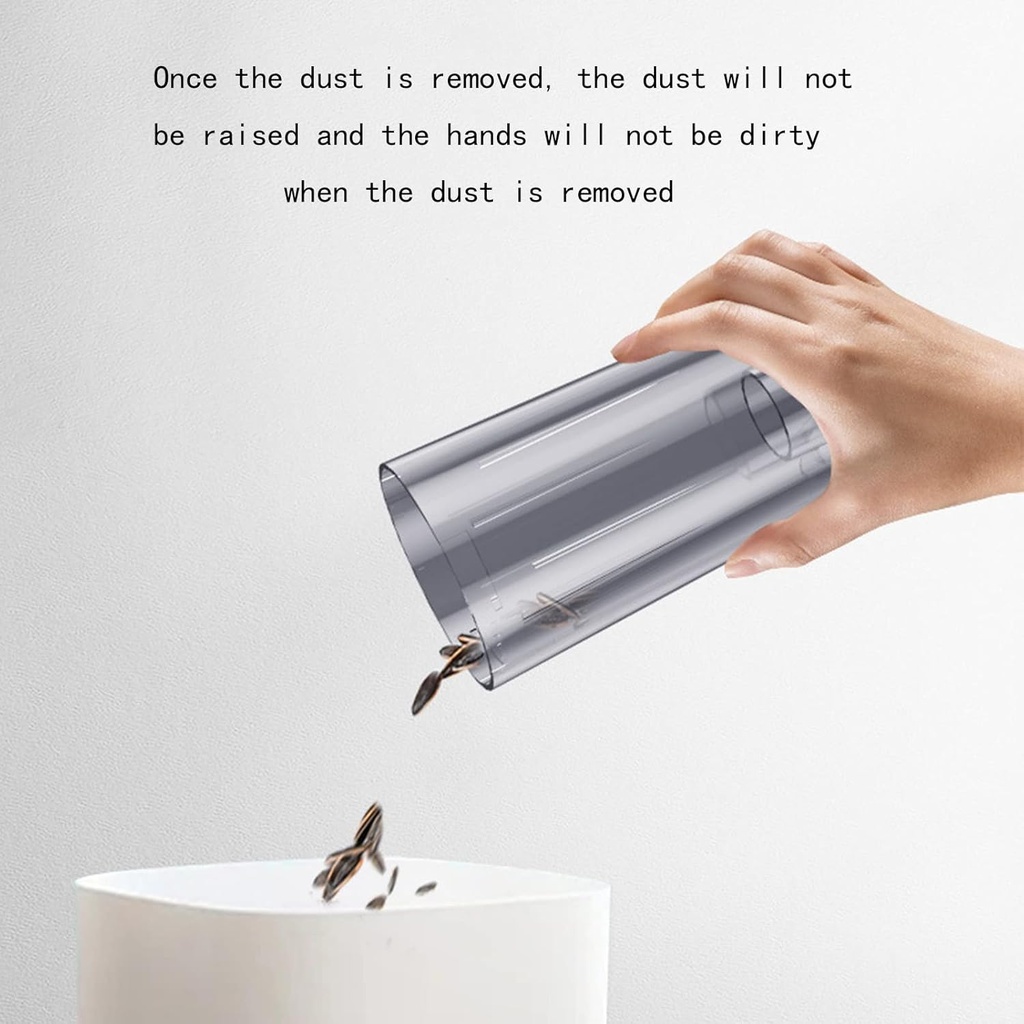 Once the dust is removed, the dust will not
be raised and the hands will not be dirty
when the dust is removed